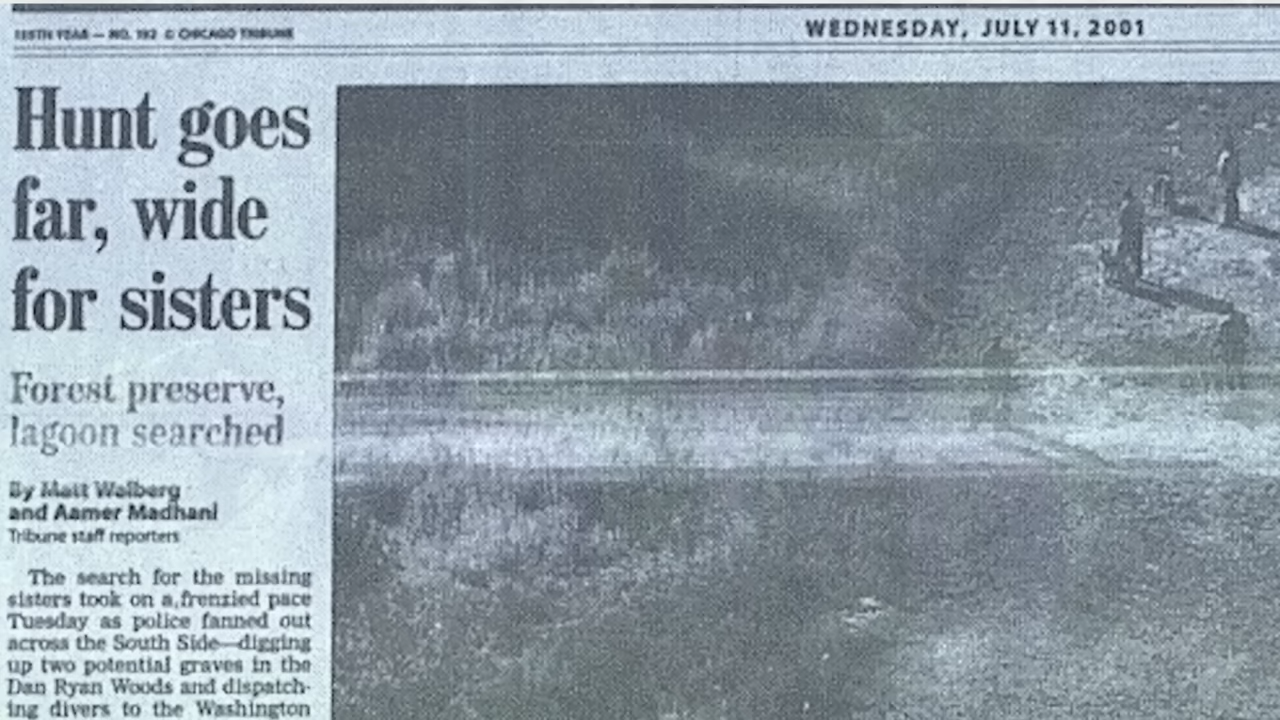 155TH YEAR — NO. 192 © CHICAGO TRIBUNE
WEDNESDAY, JULY 11, 2001
Hunt goes
far, wide
for sisters
Forest preserve,
lagoon searched
By Matt Walberg
and Aamer Madhani
Tribune staff reporters
The search for the missing
sisters took on a frenzied pace
Tuesday as police fanned out
across the South Side—digging
up two potential graves in the
Dan Ryan Woods and dispatch-
ing divers to the Washington